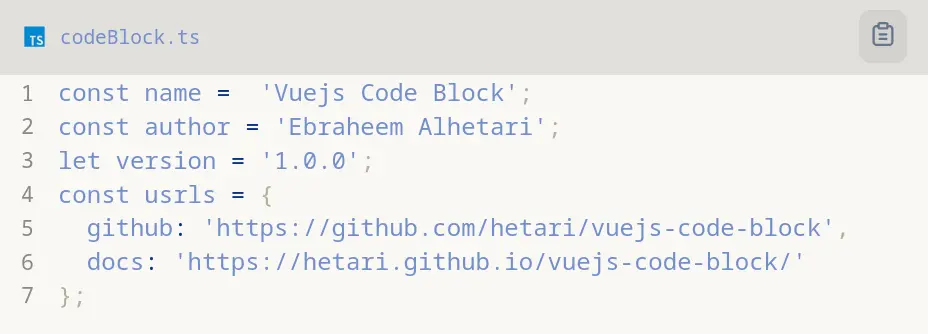 TS codeBlock.ts
1 const name =  'Vuejs Code Block';
2 const author = 'Ebraheem Alhetari';
3 let version = '1.0.0';
4 const usrls = {
5   github: 'https://github.com/hetari/vuejs-code-block',
6   docs: 'https://hetari.github.io/vuejs-code-block/'
7 };